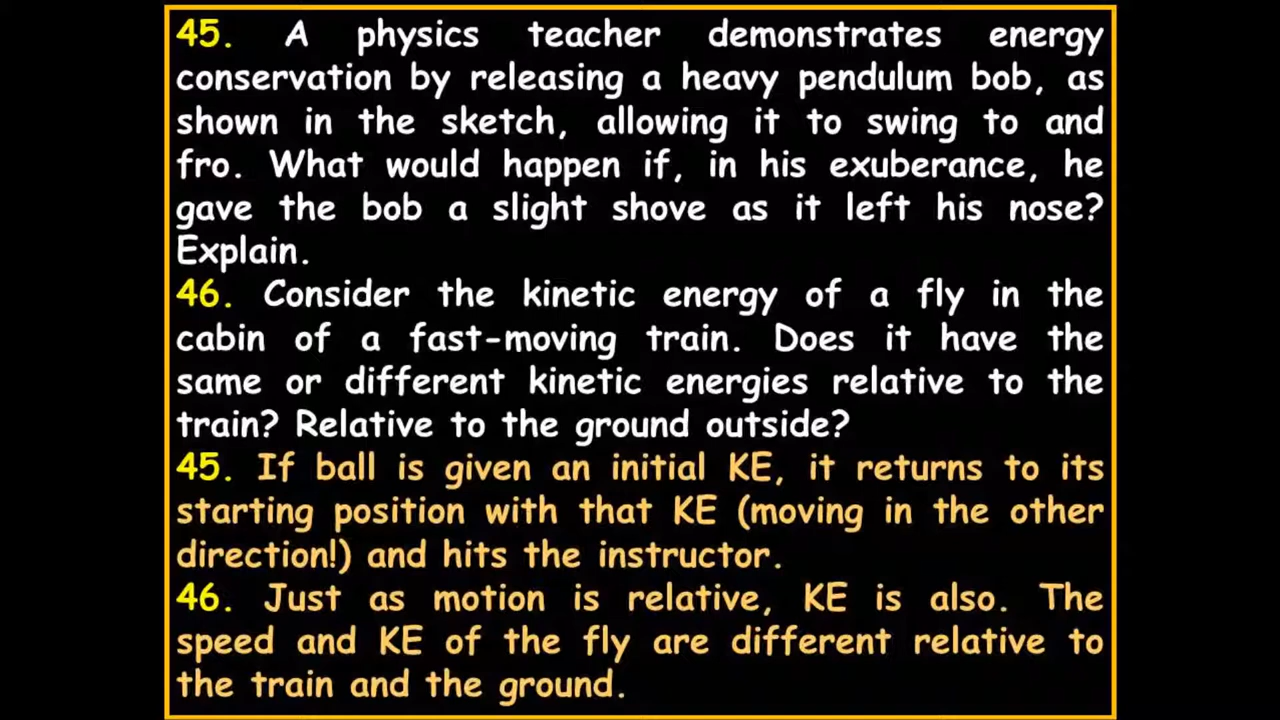 45. A physics teacher demonstrates energy
conservation by releasing a heavy pendulum bob, as
shown in the sketch, allowing it to swing to and
fro. What would happen if, in his exuberance, he
gave the bob a slight shove as it left his nose?
Explain.
46. Consider the kinetic energy of a fly in the
cabin of a fast-moving train. Does it have the
same or different kinetic energies relative to the
train? Relative to the ground outside?
45. If ball is given an initial KE, it returns to its
starting position with that KE (moving in the other
direction!) and hits the instructor.
46. Just as motion is relative, KE is also. The
speed and KE of the fly are different relative to
the train and the ground.